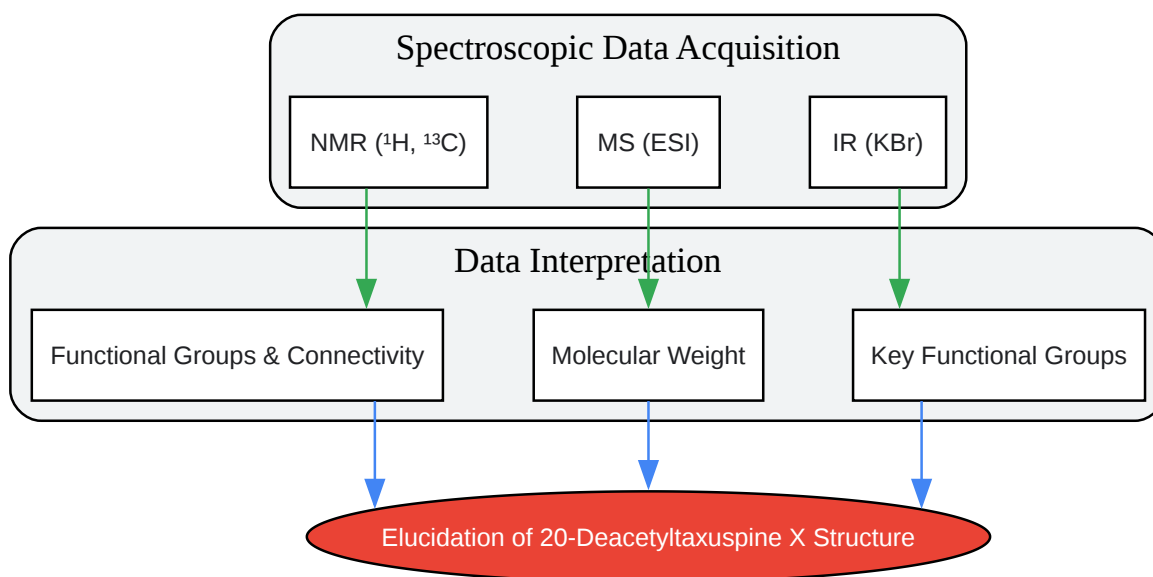 Spectroscopic Data Acquisition
NMR (¹H, ¹³C)
MS (ESI)
IR (KBr)
Data Interpretation
Functional Groups & Connectivity
Molecular Weight
Key Functional Groups
Elucidation of 20-Deacetyltaxuspine X Structure